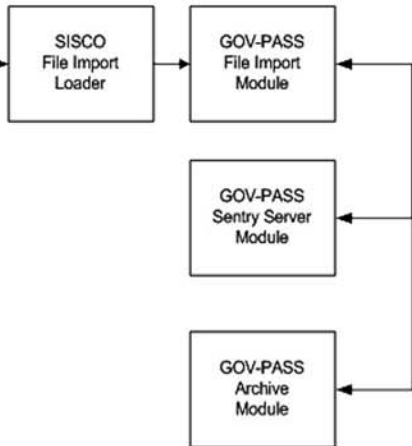 SISCO
File Import
Loader
GOV-PASS
File Import
Module
GOV-PASS
Sentry Server
Module
GOV-PASS
Archive
Module